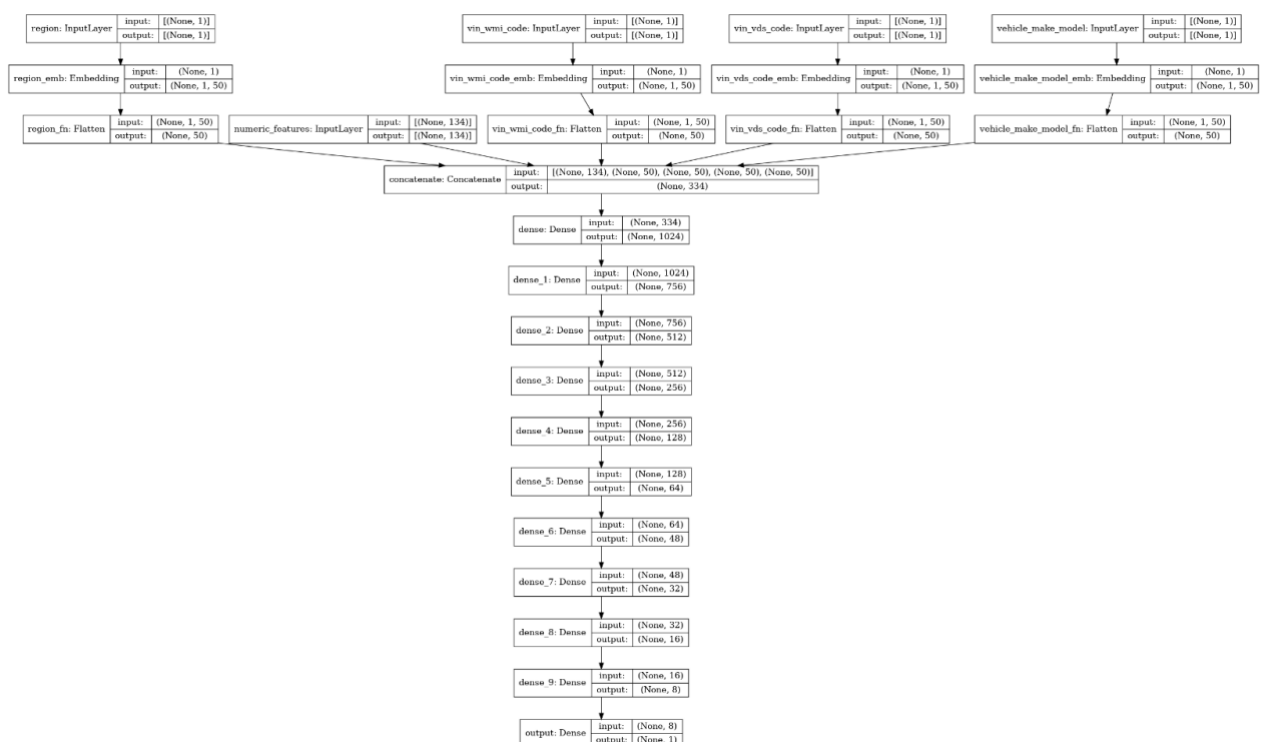 region: InputLayer input: [(None, 1)] output: [(None, 1)]
vin_wmi_code: InputLayer input: [(None, 1)] output: [(None, 1)]
vin_vds_code: InputLayer input: [(None, 1)] output: [(None, 1)]
vehicle_make_model: InputLayer input: [(None, 1)] output: [(None, 1)]
region_emb: Embedding input: (None, 1) output: (None, 1, 50)
vin_wmi_code_emb: Embedding input: (None, 1) output: (None, 1, 50)
vin_vds_code_emb: Embedding input: (None, 1) output: (None, 1, 50)
vehicle_make_model_emb: Embedding input: (None, 1) output: (None, 1, 50)
region_fn: Flatten input: (None, 1, 50) output: (None, 50)
numeric_features: InputLayer input: [(None, 134)] output: [(None, 134)]
vin_wmi_code_fn: Flatten input: (None, 1, 50) output: (None, 50)
vin_vds_code_fn: Flatten input: (None, 1, 50) output: (None, 50)
vehicle_make_model_fn: Flatten input: (None, 1, 50) output: (None, 50)
concatenate: Concatenate input: [(None, 134), (None, 50), (None, 50), (None, 50), (None, 50)] output: (None, 334)
dense: Dense input: (None, 334) output: (None, 1024)
dense_1: Dense input: (None, 1024) output: (None, 756)
dense_2: Dense input: (None, 756) output: (None, 512)
dense_3: Dense input: (None, 512) output: (None, 256)
dense_4: Dense input: (None, 256) output: (None, 128)
dense_5: Dense input: (None, 128) output: (None, 64)
dense_6: Dense input: (None, 64) output: (None, 48)
dense_7: Dense input: (None, 48) output: (None, 32)
dense_8: Dense input: (None, 32) output: (None, 16)
dense_9: Dense input: (None, 16) output: (None, 8)
output: Dense input: (None, 8) output: (None, 1)